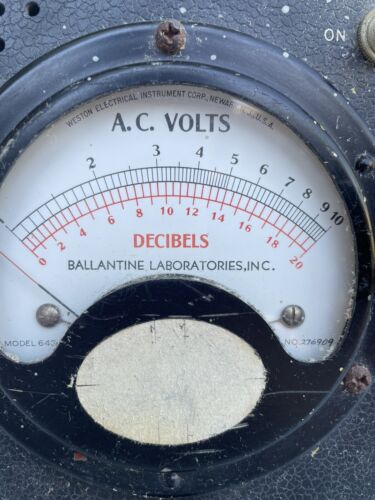 ON
WESTON ELECTRICAL INSTRUMENT CORP., NEWARK, N.J., U.S.A.
A.C. VOLTS
2 3 4 5 6 7 8 9 10
0 2 4 6 8 10 12 14 16 18 20
DECIBELS
BALLANTINE LABORATORIES, INC.
MODEL 643
NO. 276909